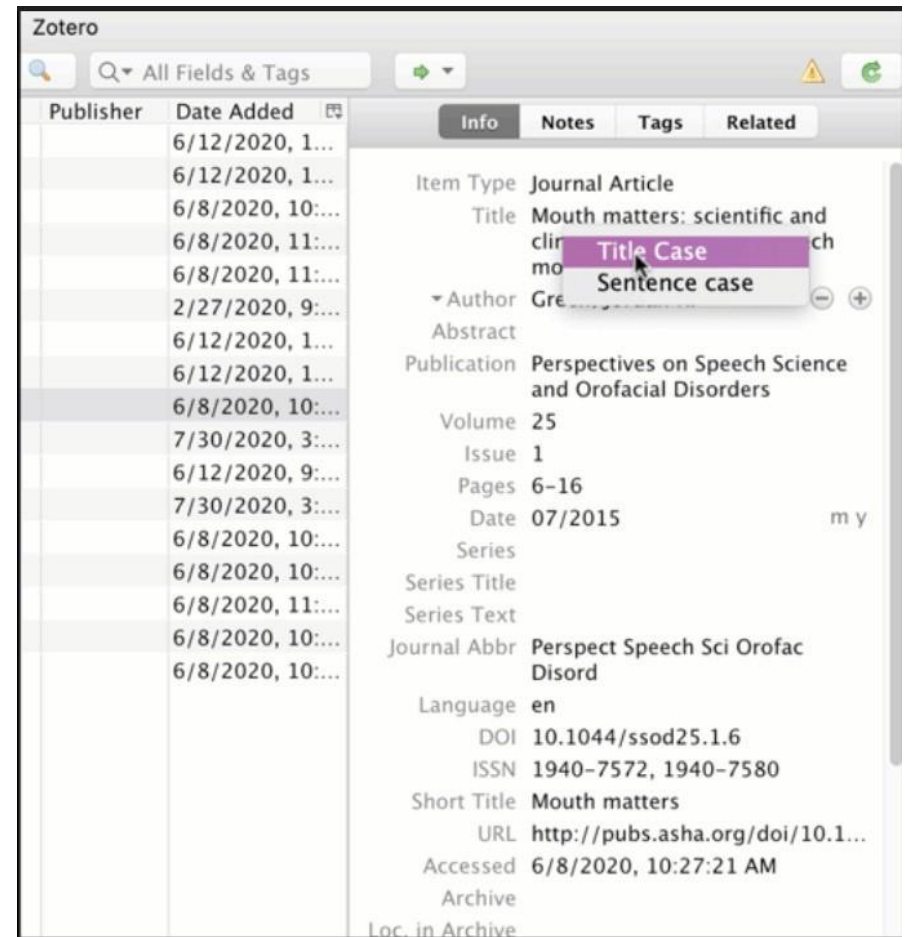 Zotero
All Fields & Tags
Publisher Date Added
6/12/2020, 1...
6/12/2020, 1...
6/8/2020, 10:...
6/8/2020, 11:...
6/8/2020, 11:...
2/27/2020, 9:...
6/12/2020, 1...
6/12/2020, 1...
6/8/2020, 10:...
7/30/2020, 3:...
6/12/2020, 9:...
7/30/2020, 3:...
6/8/2020, 10:...
6/8/2020, 10:...
6/8/2020, 11:...
6/8/2020, 10:...
6/8/2020, 10:...
Info Notes Tags Related
Item Type Journal Article
Title Mouth matters: scientific and
Title Case
Sentence case
Author
Abstract
Publication Perspectives on Speech Science
and Orofacial Disorders
Volume 25
Issue 1
Pages 6-16
Date 07/2015 m y
Series
Series Title
Series Text
Journal Abbr Perspect Speech Sci Orofac
Disord
Language en
DOI 10.1044/ssod25.1.6
ISSN 1940-7572, 1940-7580
Short Title Mouth matters
URL http://pubs.asha.org/doi/10.1...
Accessed 6/8/2020, 10:27:21 AM
Archive
Loc. in Archive